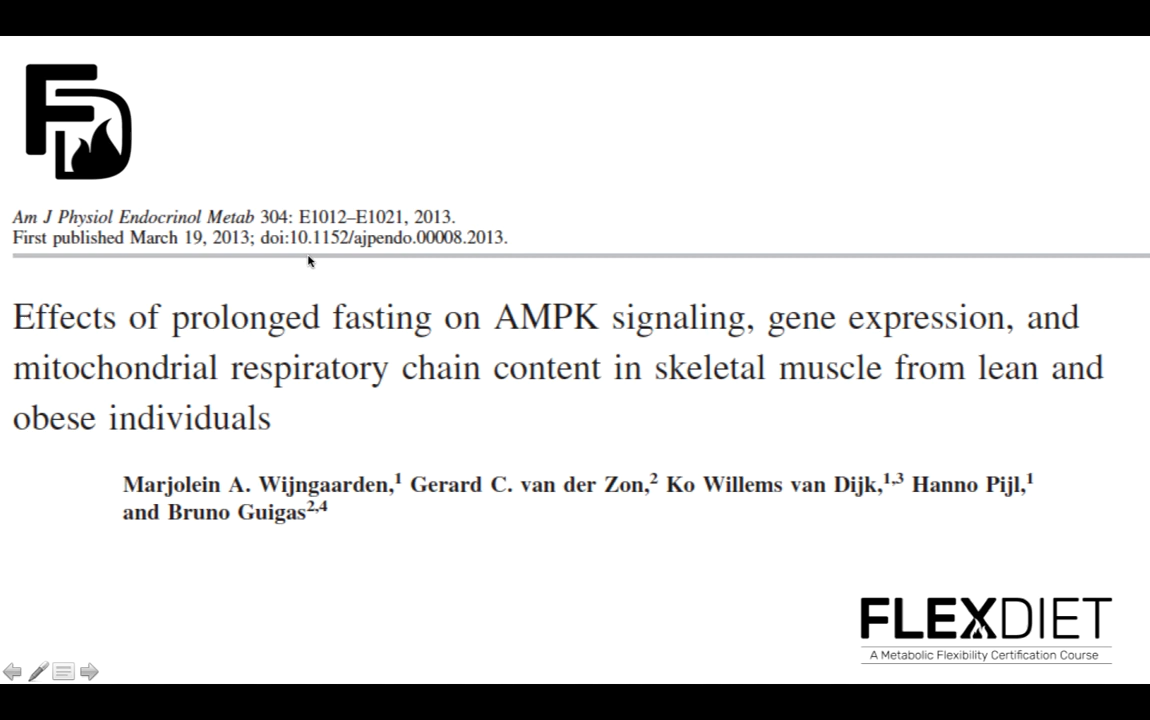 FD
Am J Physiol Endocrinol Metab 304: E1012–E1021, 2013.
First published March 19, 2013; doi:10.1152/ajpendo.00008.2013.
Effects of prolonged fasting on AMPK signaling, gene expression, and
mitochondrial respiratory chain content in skeletal muscle from lean and
obese individuals
Marjolein A. Wijngaarden,1 Gerard C. van der Zon,2 Ko Willems van Dijk,1,3 Hanno Pijl,1
and Bruno Guigas2,4
FLEXDIET
A Metabolic Flexibility Certification Course